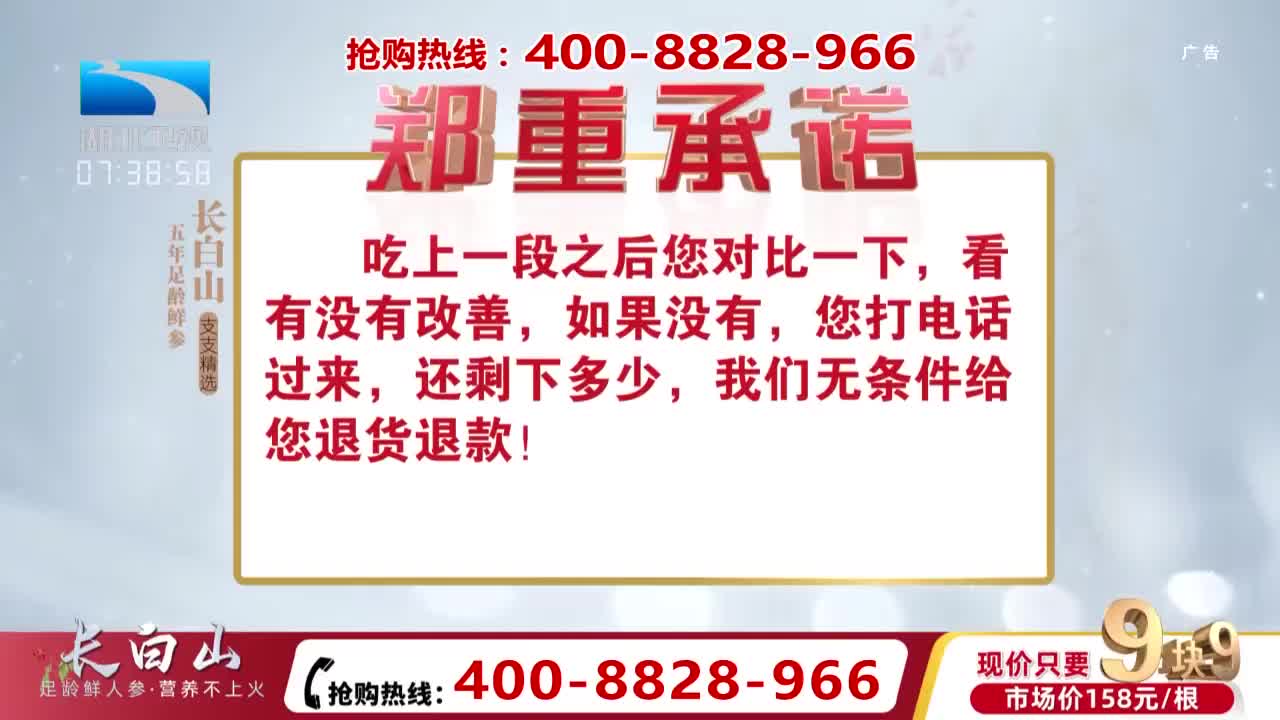 抢购热线：400-8828-966
广告
郑重承诺
湖北卫视
07:38:58
长白山
五年足龄鲜参
支支精选
吃上一段之后您对比一下，看
有没有改善，如果没有，您打电话
过来，还剩下多少，我们无条件给
您退货退款！
长白山
足龄鲜人参·营养不上火
抢购热线：400-8828-966
现价只要9块9
市场价158元/根